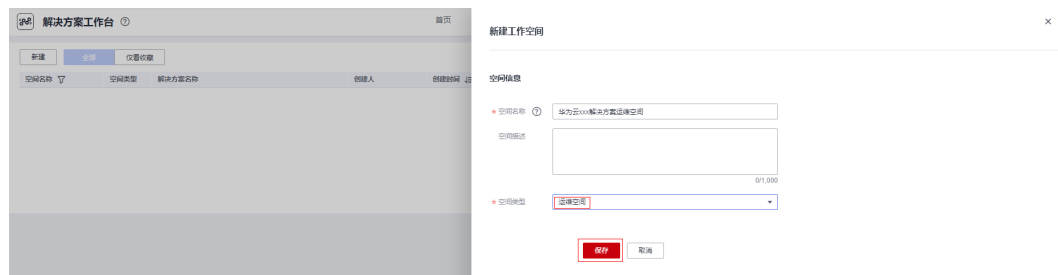 解决方案工作台
首页
新建 全部 仅看收藏
空间名称 空间类型 解决方案名称 创建人 创建时间
新建工作空间
空间信息
* 空间名称 华为云xxx解决方案运维空间
空间描述
0/1,000
* 空间类型 运维空间
保存 取消